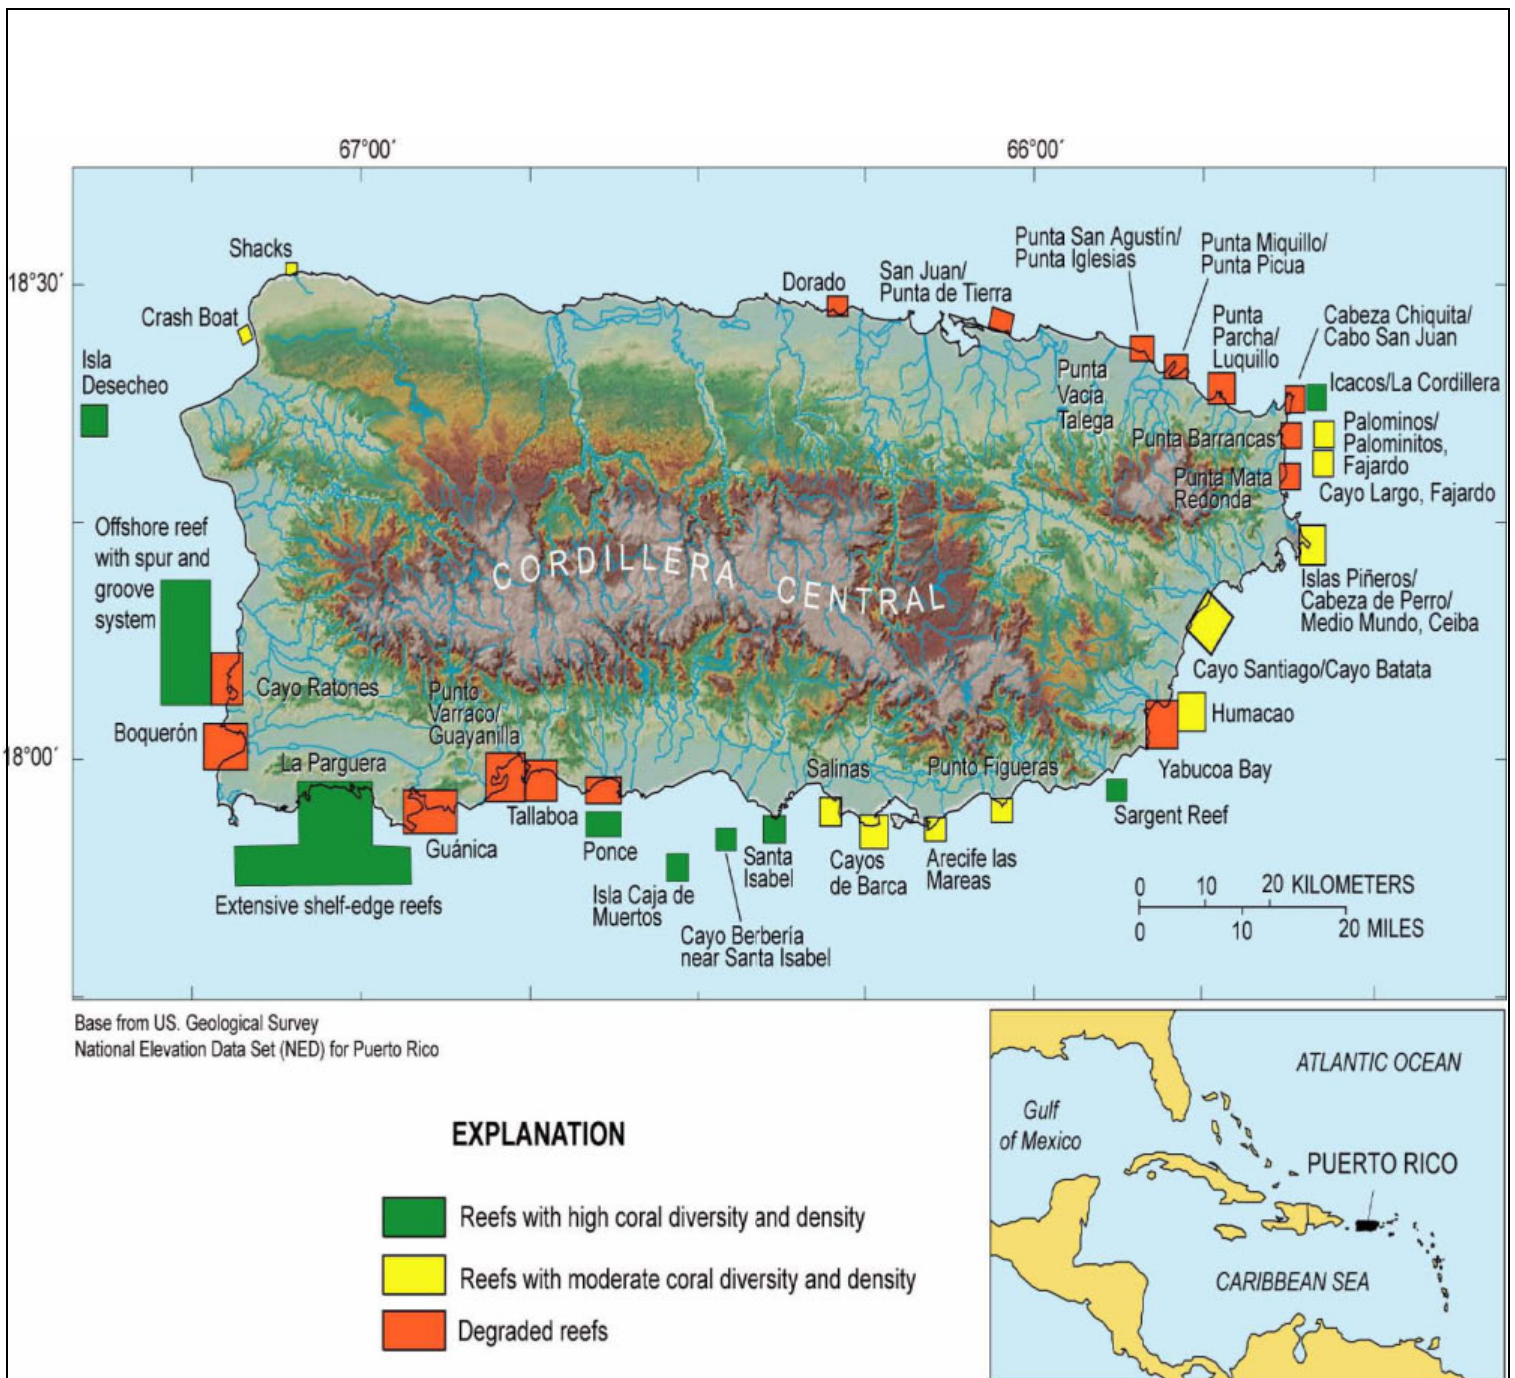 67°00´
66°00´
18°30´
18°00´
Shacks
Crash Boat
Isla
Desecheo
Offshore reef
with spur and
groove
system
Dorado
San Juan/
Punta de Tierra
Punta San Agustín/
Punta Iglesias
Punta Miquillo/
Punta Picua
Punta
Parcha/
Luquillo
Cabeza Chiquita/
Cabo San Juan
Icacos/La Cordillera
Punta
Vacia
Talega
Palominos/
Palominitos,
Fajardo
Punta Barrancas
Punta Mata
Redonda
Cayo Largo, Fajardo
CORDILLERA CENTRAL
Islas Piñeros/
Cabeza de Perro/
Medio Mundo, Ceiba
Cayo Santiago/Cayo Batata
Cayo Ratones
Boquerón
Punto
Varraco/
Guayanilla
Humacao
La Parguera
Salinas
Punto Figueras
Yabucoa Bay
Guánica
Tallaboa
Ponce
Isla Caja de
Muertos
Santa
Isabel
Cayo Berbería
near Santa Isabel
Cayos
de Barca
Arecife las
Mareas
Sargent Reef
Extensive shelf-edge reefs
0 10 20 KILOMETERS
0 10 20 MILES
Base from US. Geological Survey
National Elevation Data Set (NED) for Puerto Rico
EXPLANATION
Reefs with high coral diversity and density
Reefs with moderate coral diversity and density
Degraded reefs
ATLANTIC OCEAN
Gulf
of Mexico
PUERTO RICO
CARIBBEAN SEA